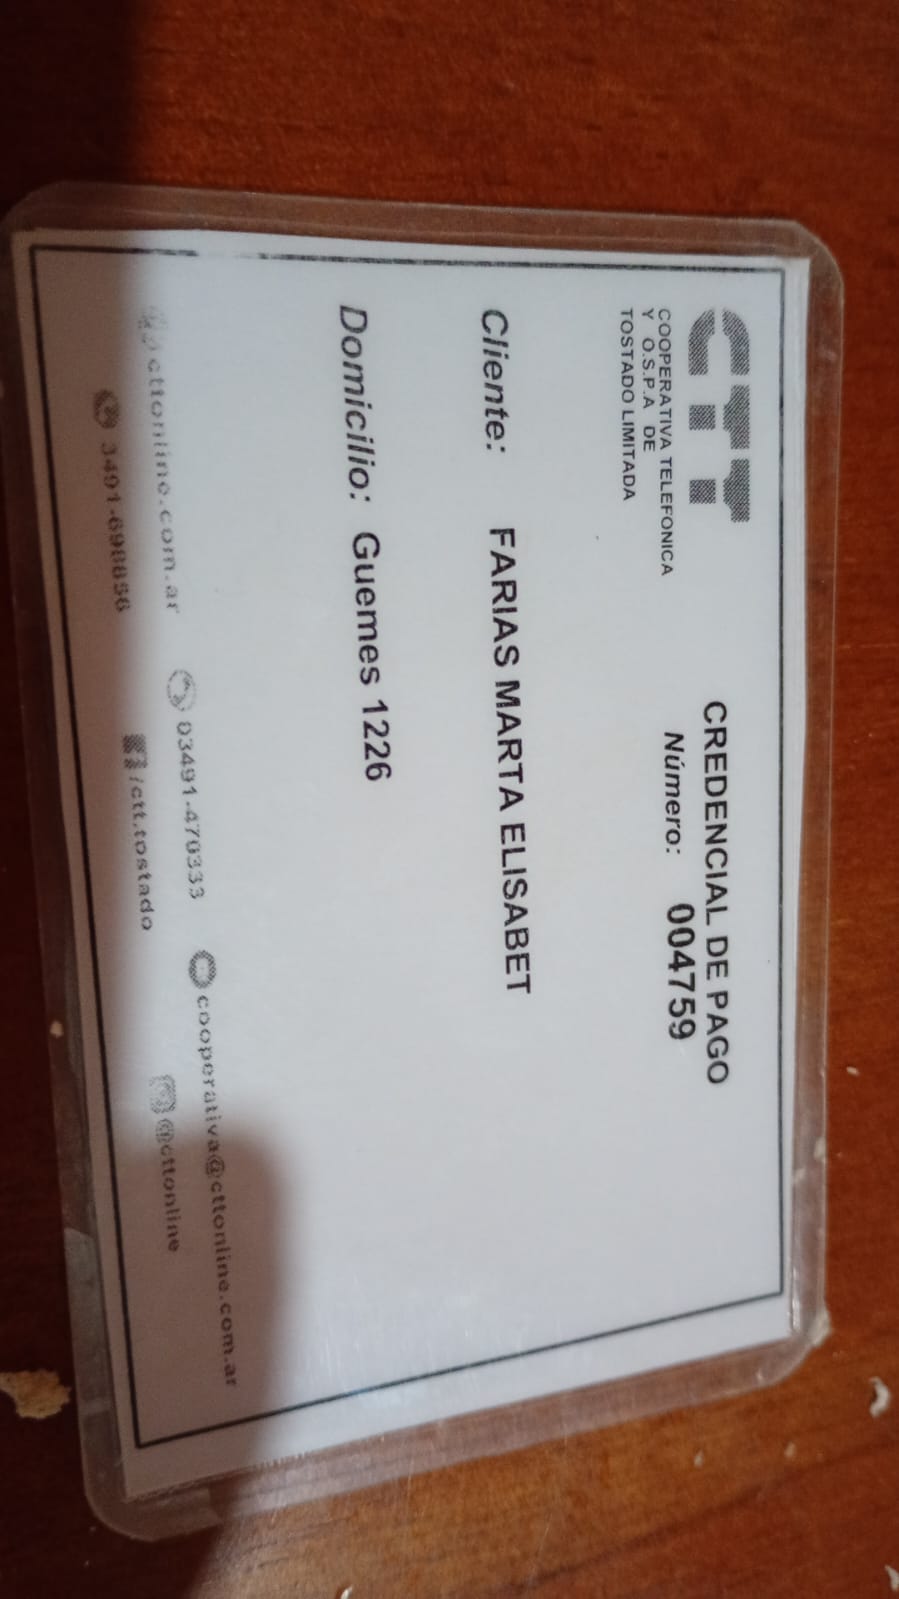 CTT
COOPERATIVA TELEFONICA
Y O.S.P.A DE
TOSTADO LIMITADA
CREDENCIAL DE PAGO
Número: 004759
Cliente: FARIAS MARTA ELISABET
Domicilio: Guemes 1226
cttonline.com.ar 03491-470333 cooperativa@cttonline.com.ar
3491-698856 /ctt.tostado @cttonline